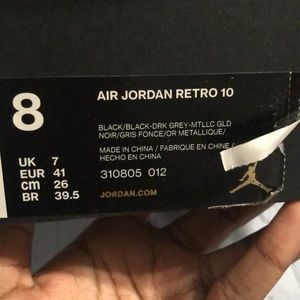 8
AIR JORDAN RETRO 10
BLACK/BLACK-DRK GREY-MTLLC GLD
NOIR/GRIS FONCE/OR METALLIQUE/
MADE IN CHINA / FABRIQUE EN CHINE /
HECHO EN CHINA
UK 7
EUR 41
CM 26
BR 39.5
310805 012
JORDAN.COM